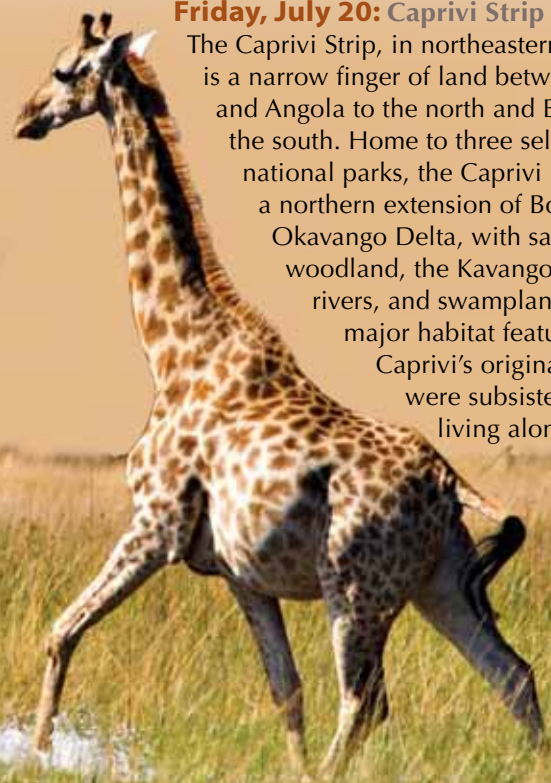 Friday, July 20: Caprivi Strip
The Caprivi Strip, in northeastern
is a narrow finger of land betw
and Angola to the north and B
the south. Home to three sel
national parks, the Caprivi
a northern extension of Bo
Okavango Delta, with sa
woodland, the Kavango
rivers, and swamplan
major habitat featu
Caprivi's origina
were subsiste
living alon